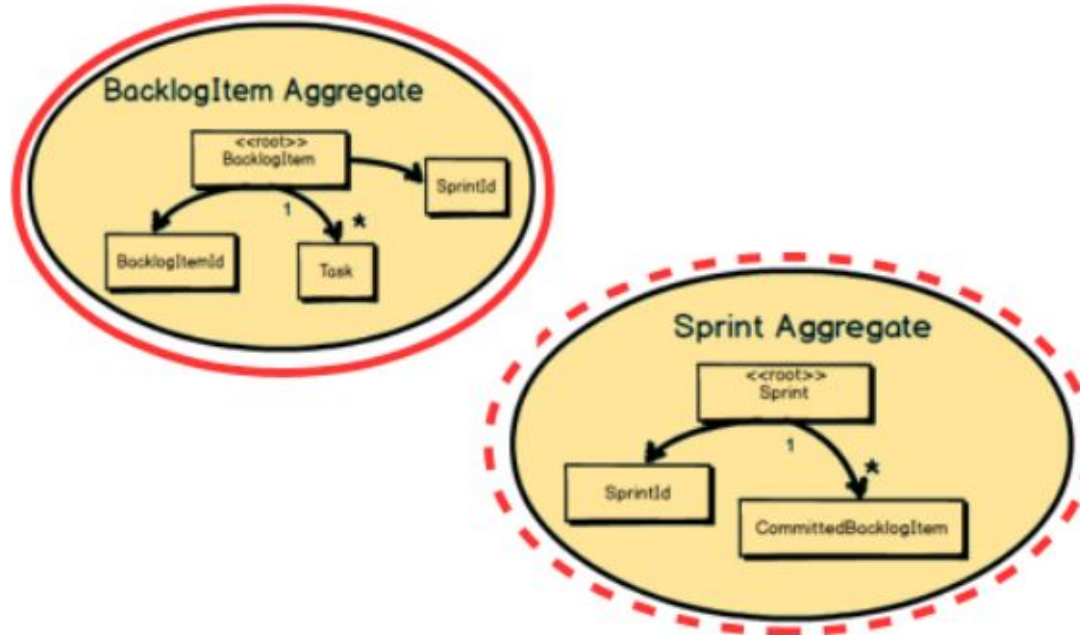 BacklogItem Aggregate
<<root>>
BacklogItem
SprintId
1
*
BacklogItemId
Task
Sprint Aggregate
<<root>>
Sprint
1
*
SprintId
CommittedBacklogItem